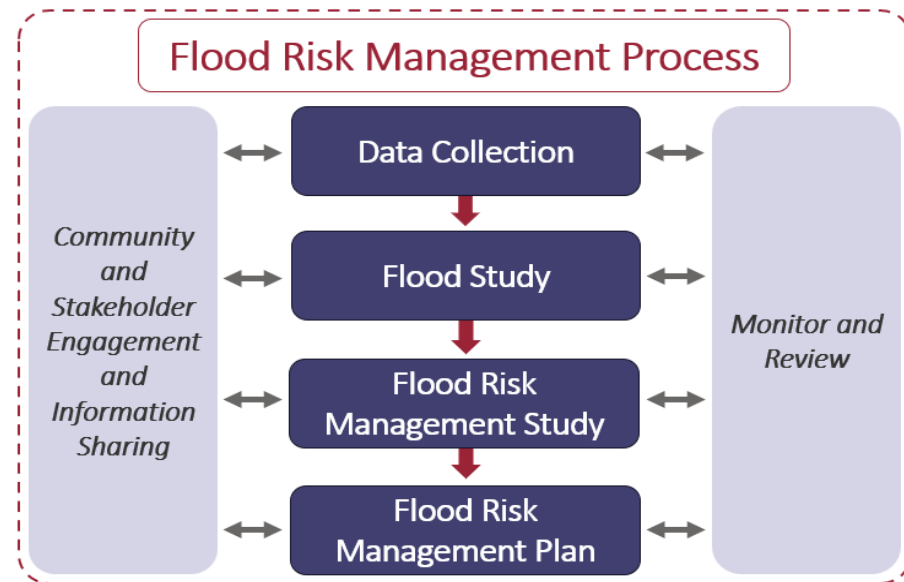 Flood Risk Management Process
Data Collection
Flood Study
Flood Risk
Management Study
Flood Risk
Management Plan
Community
and
Stakeholder
Engagement
and
Information
Sharing
Monitor and
Review